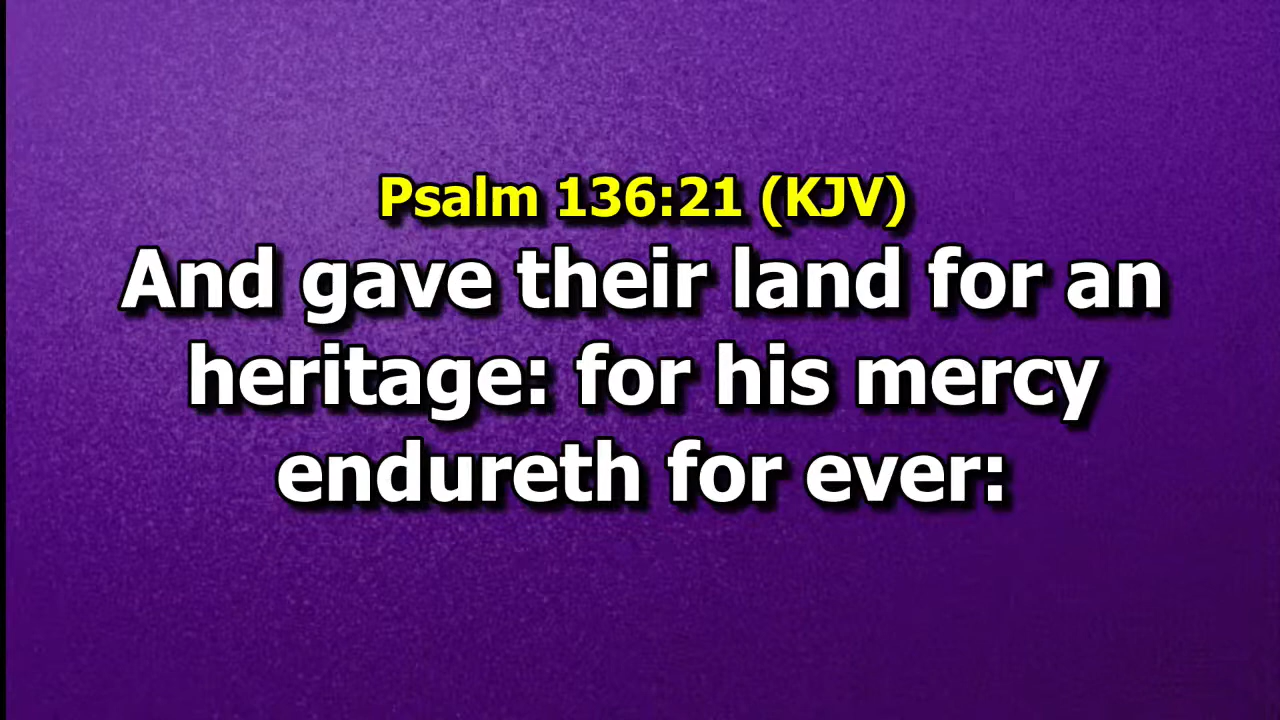 Psalm 136:21 (KJV)
And gave their land for an
heritage: for his mercy
endureth for ever: